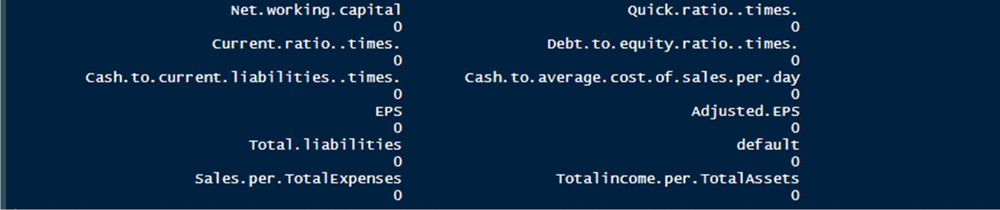 Net.working.capital Quick.ratio..times.
0 0
Current.ratio..times. Debt.to.equity.ratio..times.
0 0
Cash.to.current.liabilities..times. Cash.to.average.cost.of.sales.per.day
0 0
EPS Adjusted.EPS
0 0
Total.liabilities default
0 0
Sales.per.TotalExpenses Totalincome.per.TotalAssets
0 0